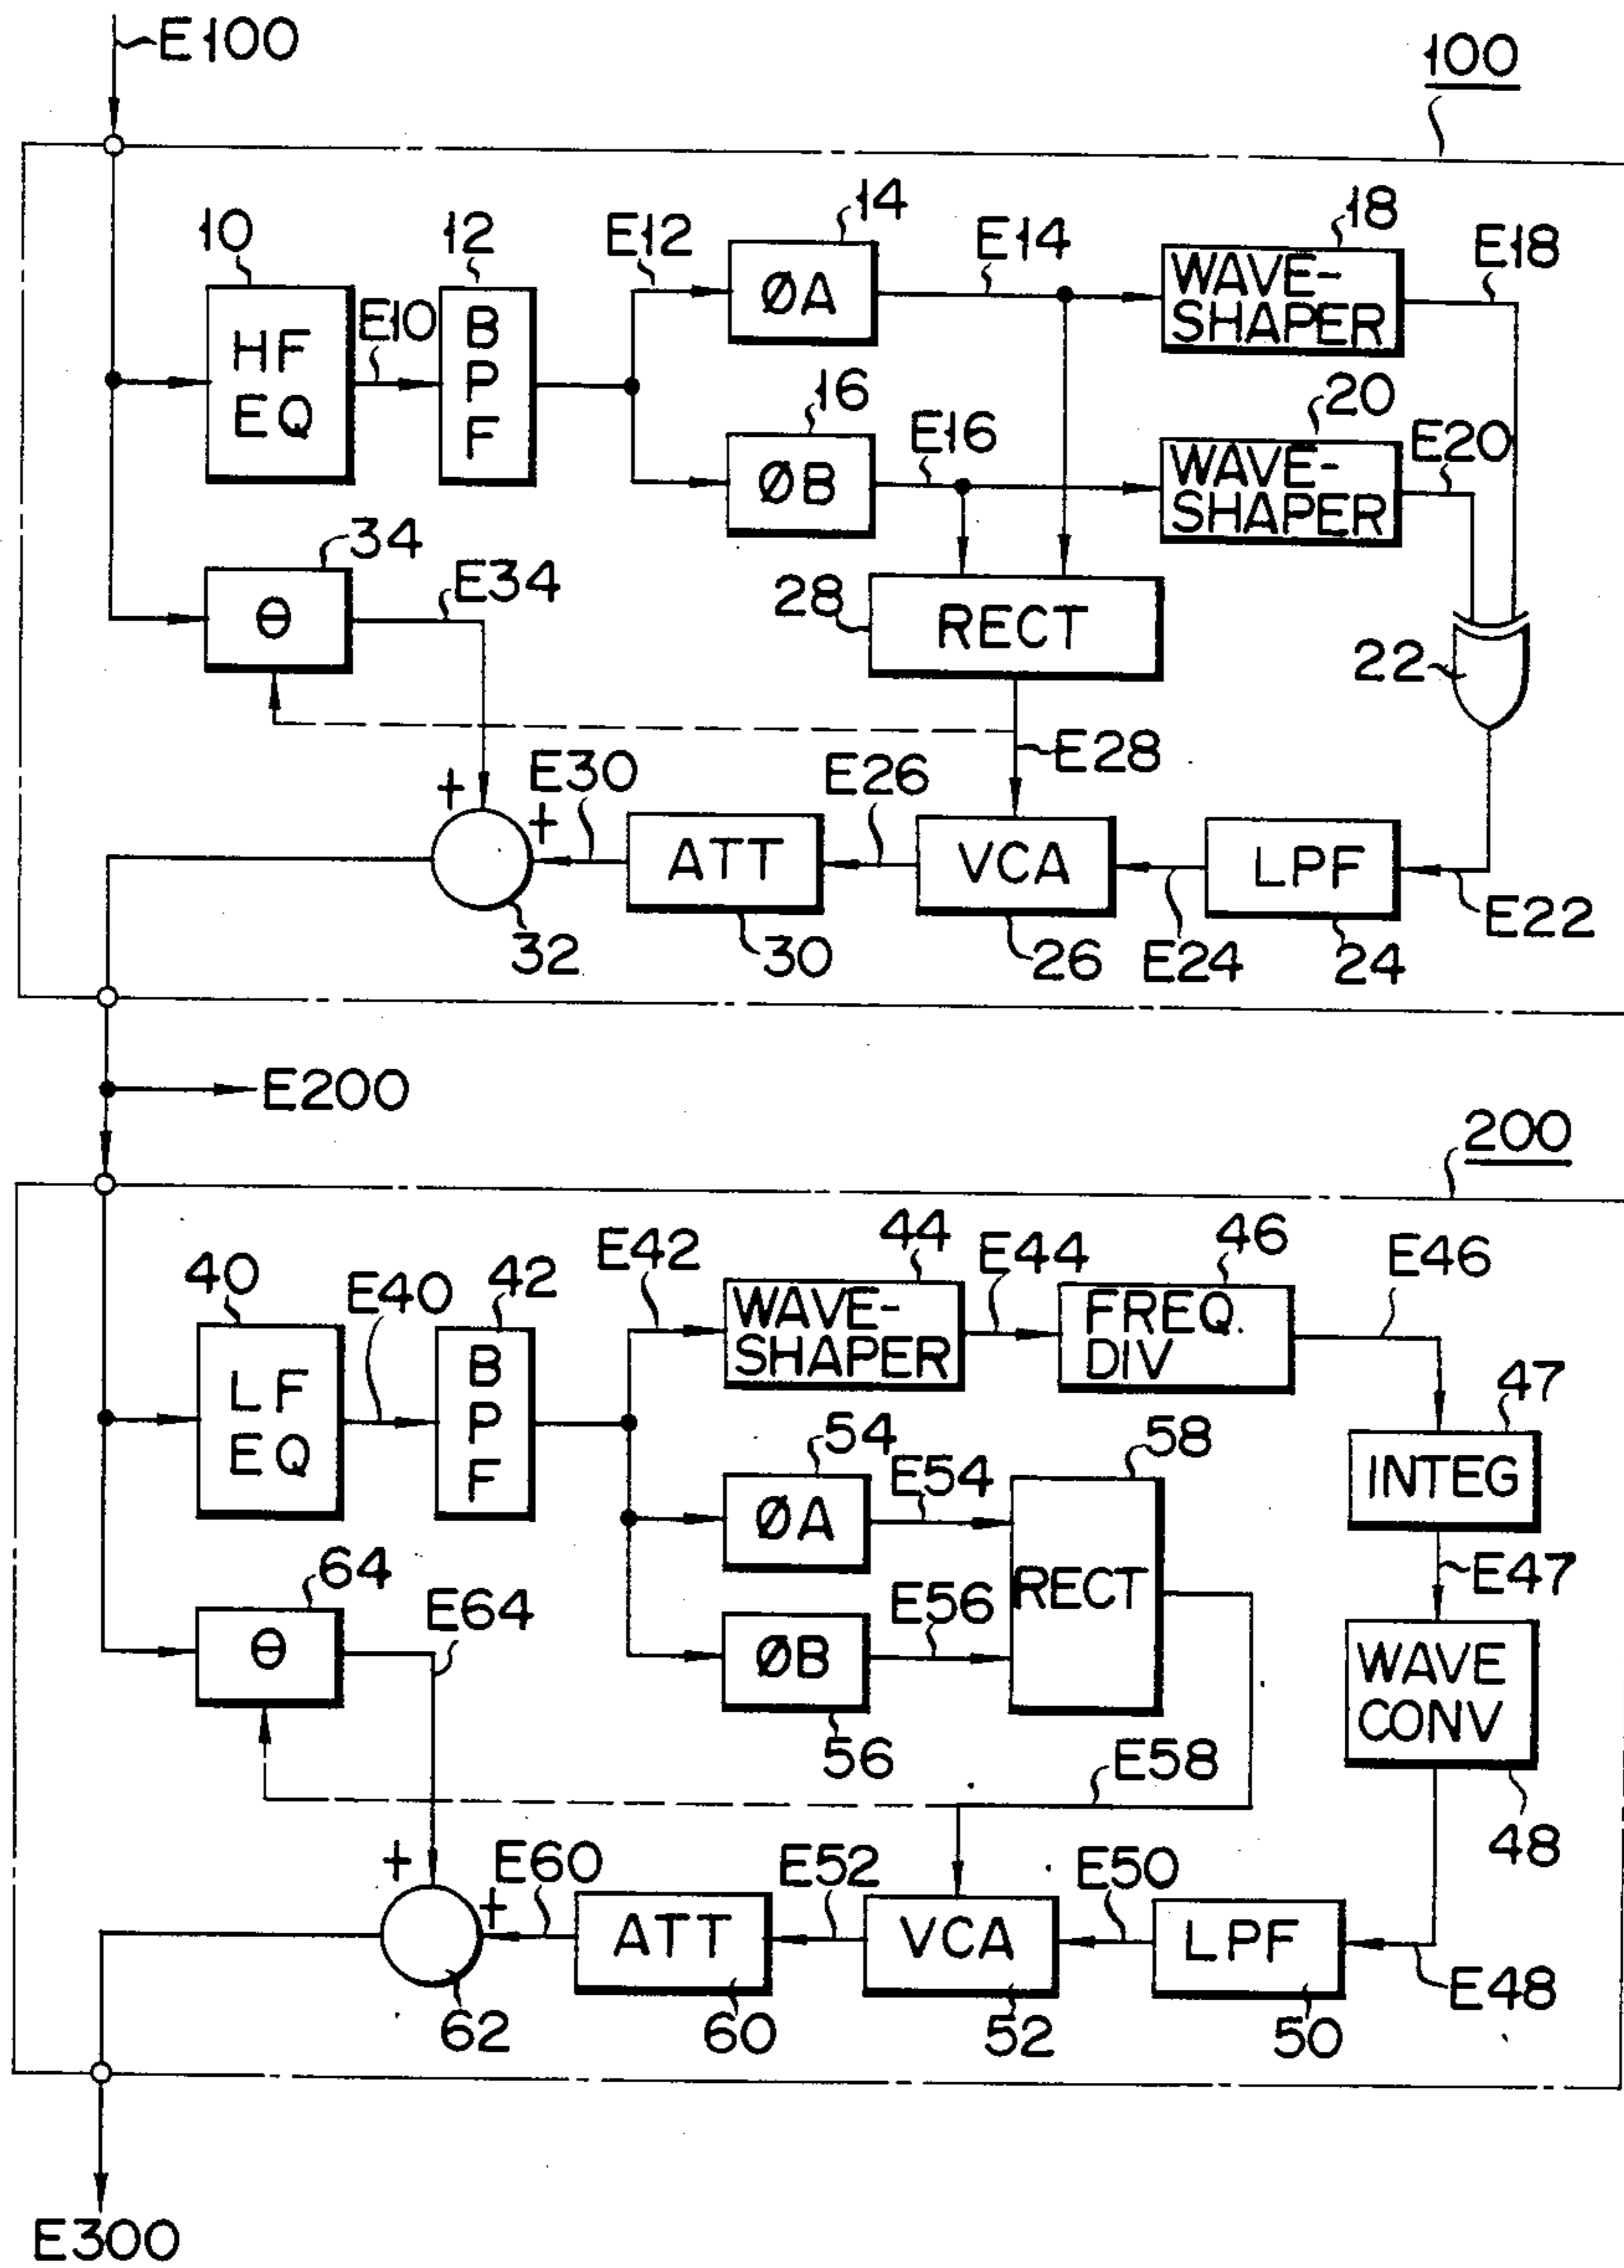 E100
100
10
12
E12
14
E14
18
E18
HF
EQ
E10
B
P
F
ØA
WAVE-
SHAPER
16
E16
20
E20
ØB
WAVE-
SHAPER
34
E34
θ
28
RECT
22
E28
+
E30
+
E26
ATT
VCA
LPF
E22
32
30
26
E24
24
E200
200
40
E40
42
E42
44
E44
46
E46
LF
EQ
B
P
F
WAVE-
SHAPER
FREQ.
DIV
47
INTEG
54
E54
58
ØA
RECT
E47
64
E64
θ
E56
ØB
56
WAVE
CONV
48
E58
+
E60
+
E52
E50
ATT
VCA
LPF
E48
62
60
52
50
E300